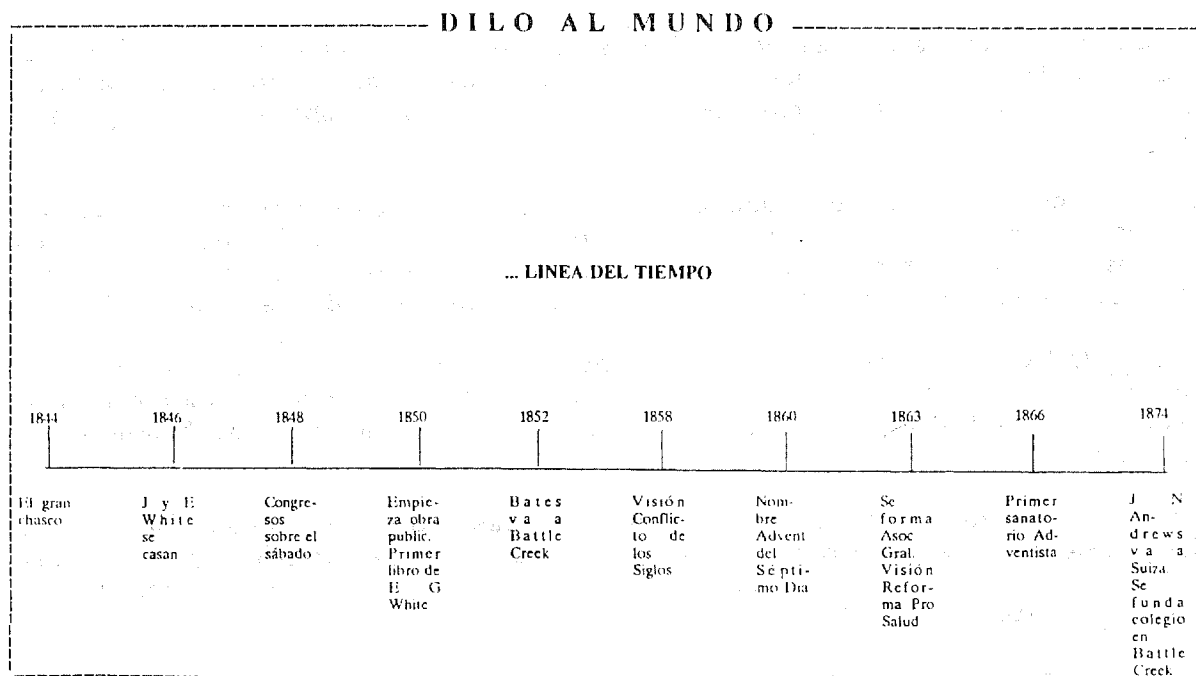 DILO AL MUNDO
... LINEA DEL TIEMPO
1844 1846 1848 1850 1852 1858 1860 1863 1866 1874
El gran
chasco
J y E
White
se
casan
Congre-
sos
sobre el
sábado
Empie-
za obra
public.
Primer
libro de
E G
White
Bates
va a
Battle
Creek
Visión
Conflic-
to de
los
Siglos
Nom-
bre
Advent
del
Sépti-
mo Dia
Se
forma
Asoc
Gral.
Visión
Refor-
ma Pro
Salud
Primer
sanato-
rio Ad-
ventista
J N
An-
drews
va a
Suiza.
Se
funda
colegio
en
Battle
Creek